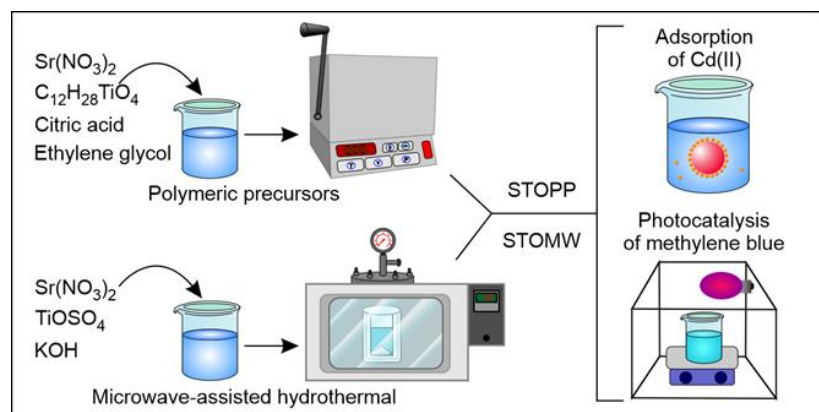 Sr(NO₃)₂
C₁₂H₂₈TiO₄
Citric acid
Ethylene glycol
Polymeric precursors
Sr(NO₃)₂
TiOSO₄
KOH
Microwave-assisted hydrothermal
STOPP
STOMW
Adsorption
of Cd(II)
Photocatalysis
of methylene blue